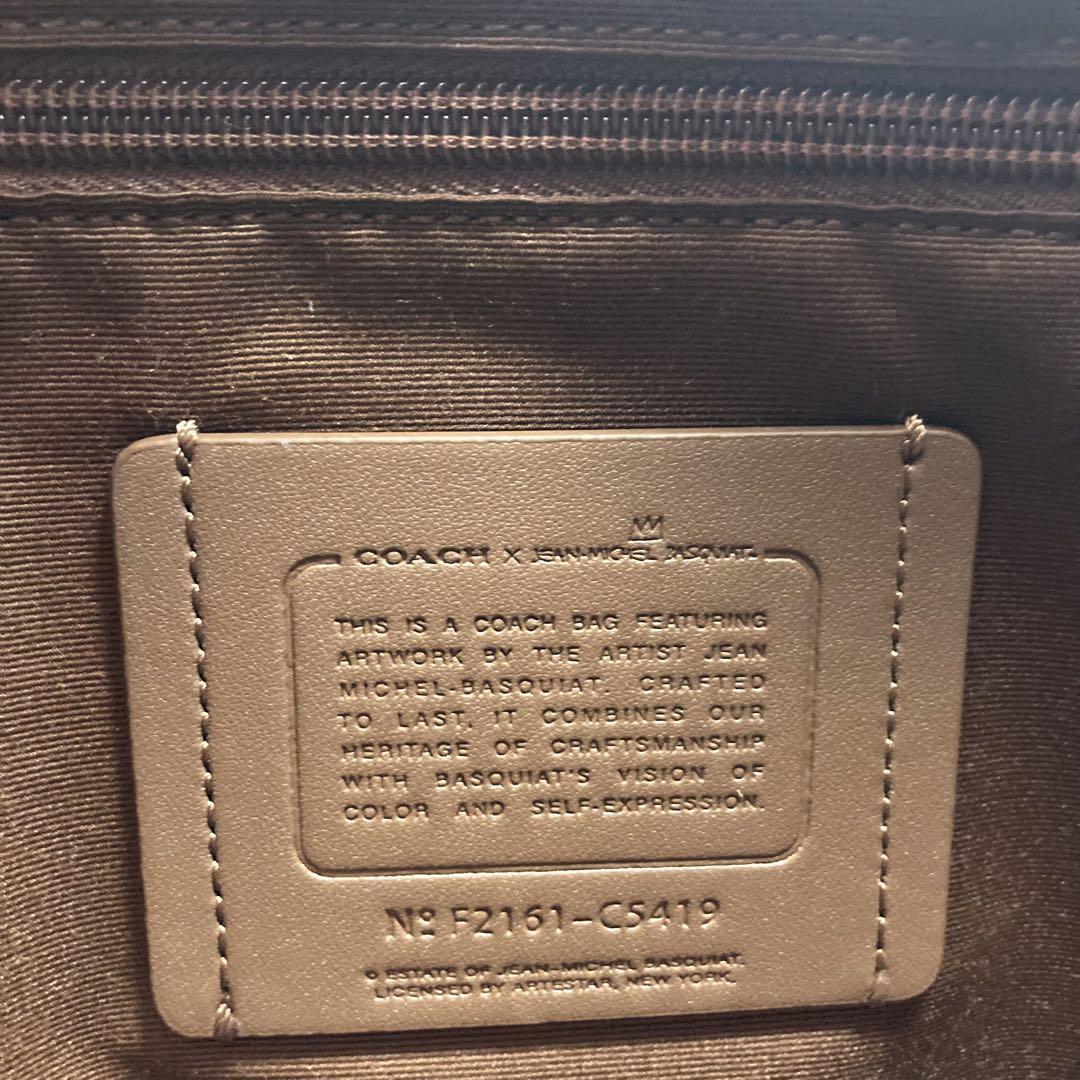 COACH X JEAN-MICHEL BASQUIAT
THIS IS A COACH BAG FEATURING
ARTWORK BY THE ARTIST JEAN
MICHEL-BASQUIAT. CRAFTED
TO LAST, IT COMBINES OUR
HERITAGE OF CRAFTSMANSHIP
WITH BASQUIAT'S VISION OF
COLOR AND SELF-EXPRESSION.
Nº F2161-C5419
© ESTATE OF JEAN-MICHEL BASQUIAT.
LICENSED BY ARTESTAR, NEW YORK.